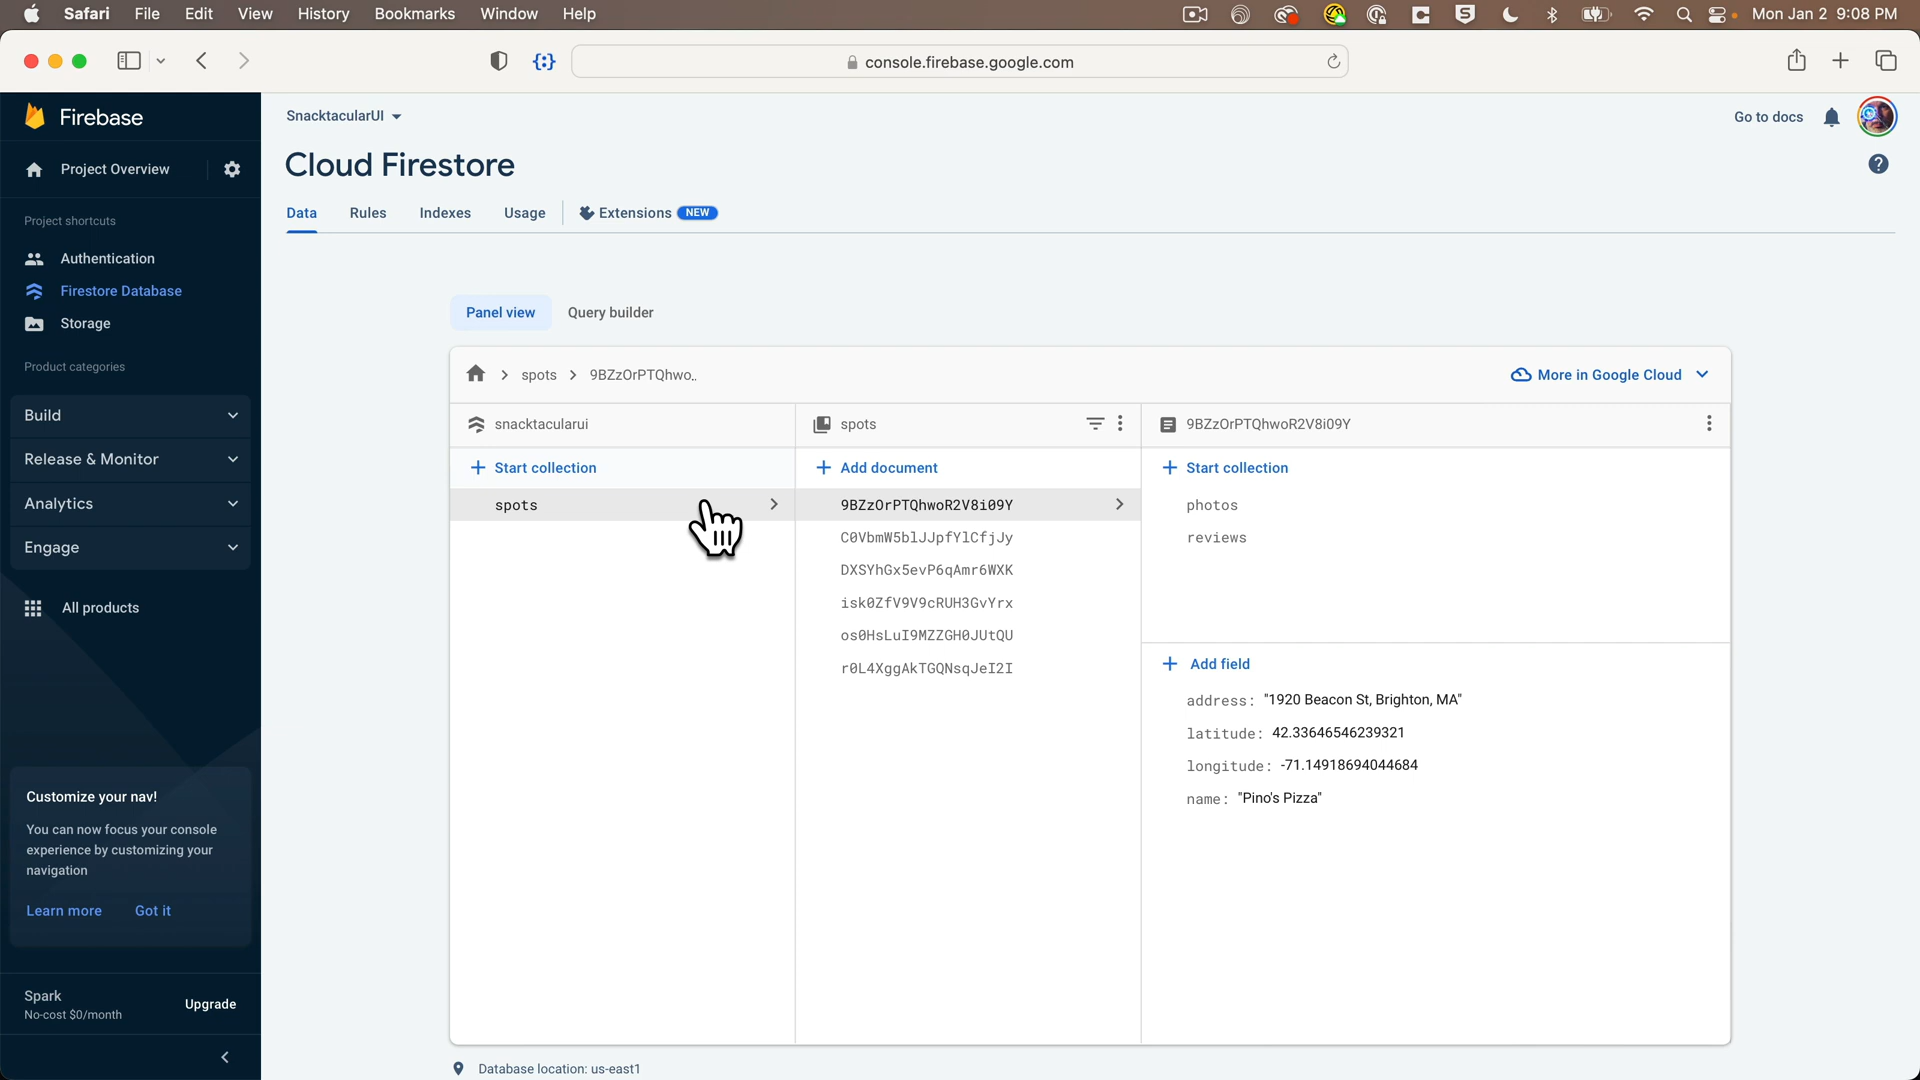 Safari File Edit View History Bookmarks Window Help Mon Jan 2 9:08 PM
console.firebase.google.com
Firebase
Project Overview
Project shortcuts
Authentication
Firestore Database
Storage
Product categories
Build
Release & Monitor
Analytics
Engage
All products
Customize your nav!
You can now focus your console
experience by customizing your
navigation
Learn more Got it
Spark
No-cost $0/month
Upgrade
SnacktacularUI
Go to docs
Cloud Firestore
Data Rules Indexes Usage Extensions NEW
Panel view Query builder
spots 9BZzOrPTQhwo..
More in Google Cloud
snacktacularui
Start collection
spots
spots
Add document
9BZzOrPTQhwoR2V8i09Y
C0VbmW5blJJpfYlCfjJy
DXSYhGx5evP6qAmr6WXK
isk0ZfV9V9cRUH3GvYrx
os0HsLuI9MZZGH0JUtQU
r0L4XggAkTGQNsqJeI2I
9BZzOrPTQhwoR2V8i09Y
Start collection
photos
reviews
Add field
address: "1920 Beacon St, Brighton, MA"
latitude: 42.33646546239321
longitude: -71.14918694044684
name: "Pino's Pizza"
Database location: us-east1